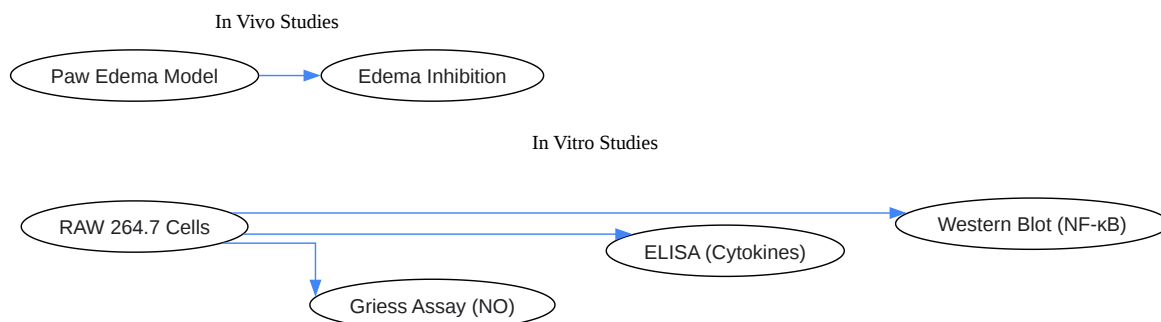 In Vivo Studies
Paw Edema Model
Edema Inhibition
In Vitro Studies
RAW 264.7 Cells
Western Blot (NF-κB)
ELISA (Cytokines)
Griess Assay (NO)